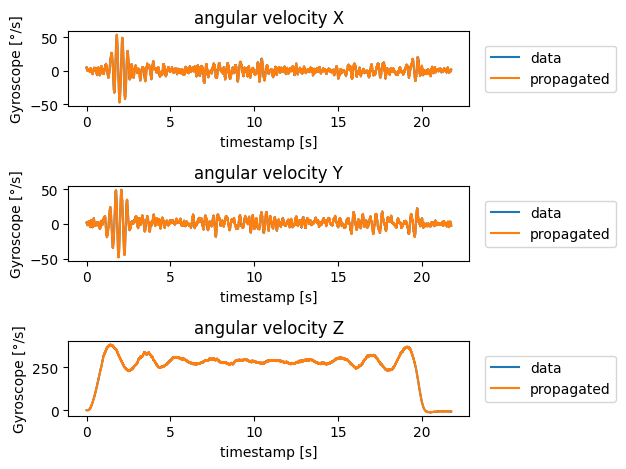 angular velocity X
Gyroscope [°/s]
50
0
−50
0
5
10
15
20
timestamp [s]
data
propagated
angular velocity Y
Gyroscope [°/s]
50
0
−50
0
5
10
15
20
timestamp [s]
data
propagated
angular velocity Z
Gyroscope [°/s]
250
0
0
5
10
15
20
timestamp [s]
data
propagated